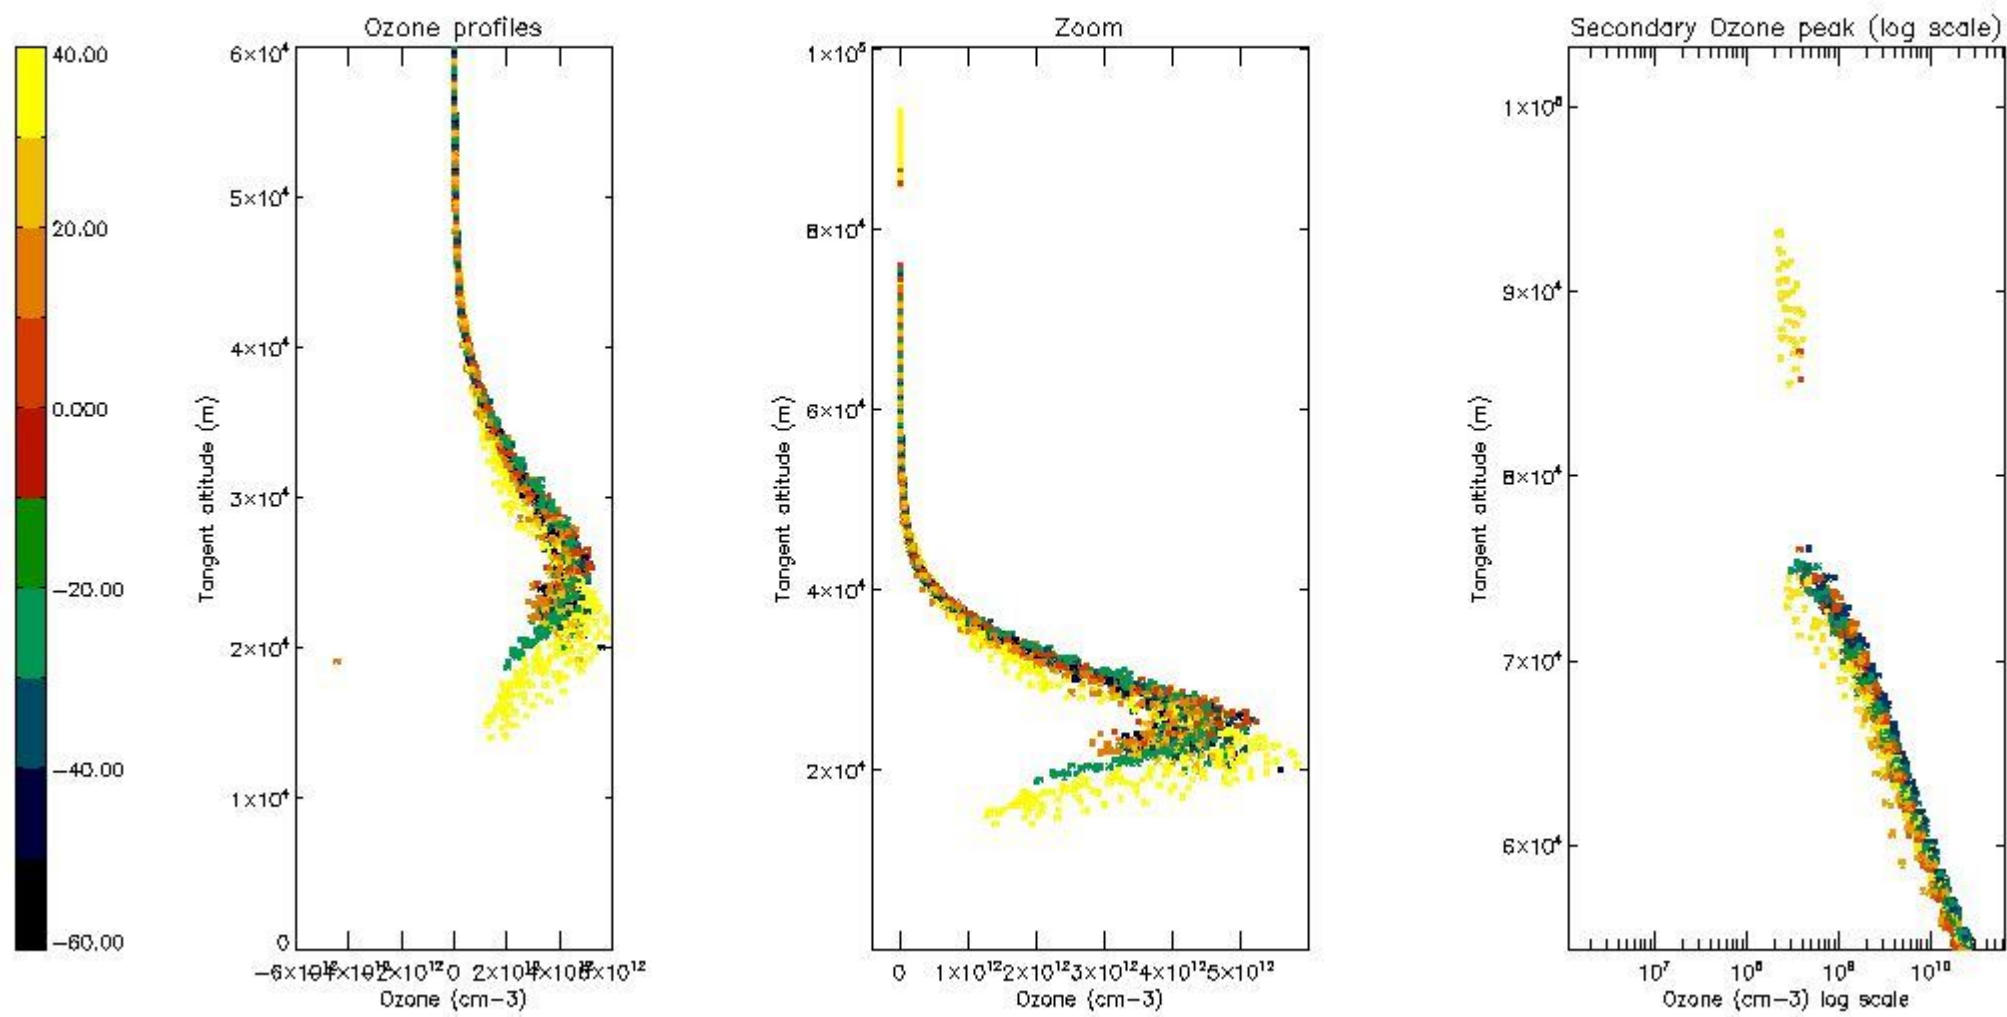 Ozone profiles
Zoom
Secondary Ozone peak (log scale)
40.00
20.00
0.000
−20.00
−40.00
−60.00
6×10⁴
5×10⁴
4×10⁴
3×10⁴
2×10⁴
1×10⁴
0
Tangent altitude (m)
0
Ozone (cm−3)
1×10⁵
8×10⁴
6×10⁴
4×10⁴
2×10⁴
Tangent altitude (m)
0 1×10¹² 2×10¹² 3×10¹² 4×10¹² 5×10¹²
Ozone (cm−3)
9×10⁴
8×10⁴
7×10⁴
6×10⁴
Tangent altitude (m)
10⁷ 10⁸ 10⁹ 10¹⁰
Ozone (cm−3) log scale